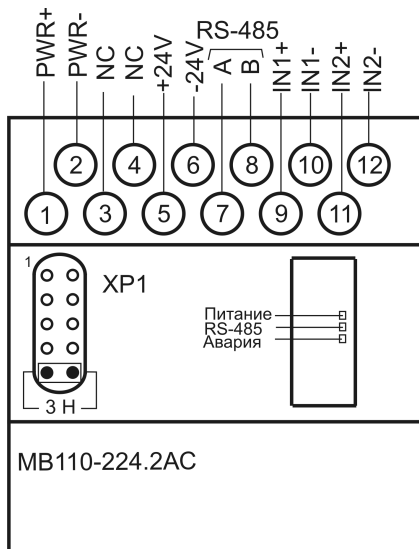 RS-485
PWR+
PWR-
NC
NC
+24V
-24V
A
B
IN1+
IN1-
IN2+
IN2-
2
4
6
8
10
12
1
3
5
7
9
11
1
XP1
Питание
RS-485
Авария
3 Н
МВ110-224.2АС